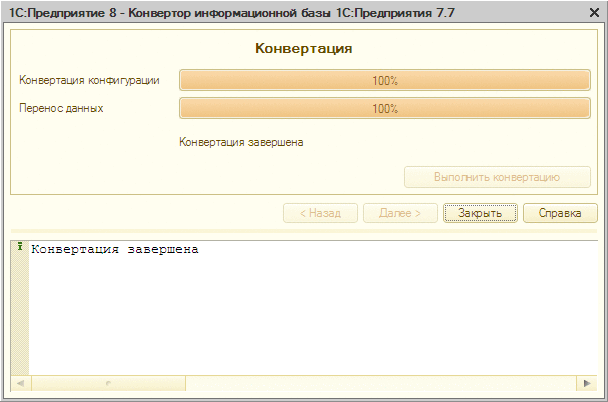 1С:Предприятие 8 - Конвертор информационной базы 1С:Предприятия 7.7
Конвертация
Конвертация конфигурации 100%
Перенос данных 100%
Конвертация завершена
Выполнить конвертацию
< Назад Далее > Закрыть Справка
Конвертация завершена